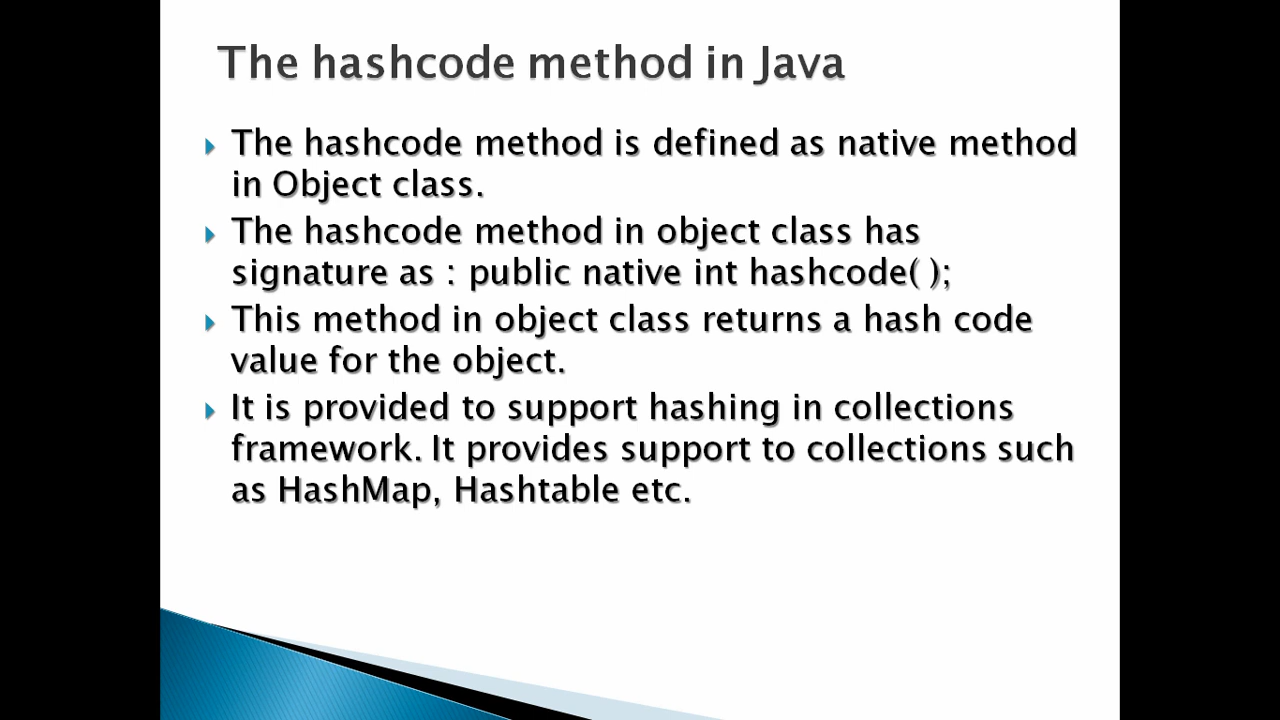 The hashcode method in Java
The hashcode method is defined as native method
in Object class.
The hashcode method in object class has
signature as : public native int hashcode( );
This method in object class returns a hash code
value for the object.
It is provided to support hashing in collections
framework. It provides support to collections such
as HashMap, Hashtable etc.